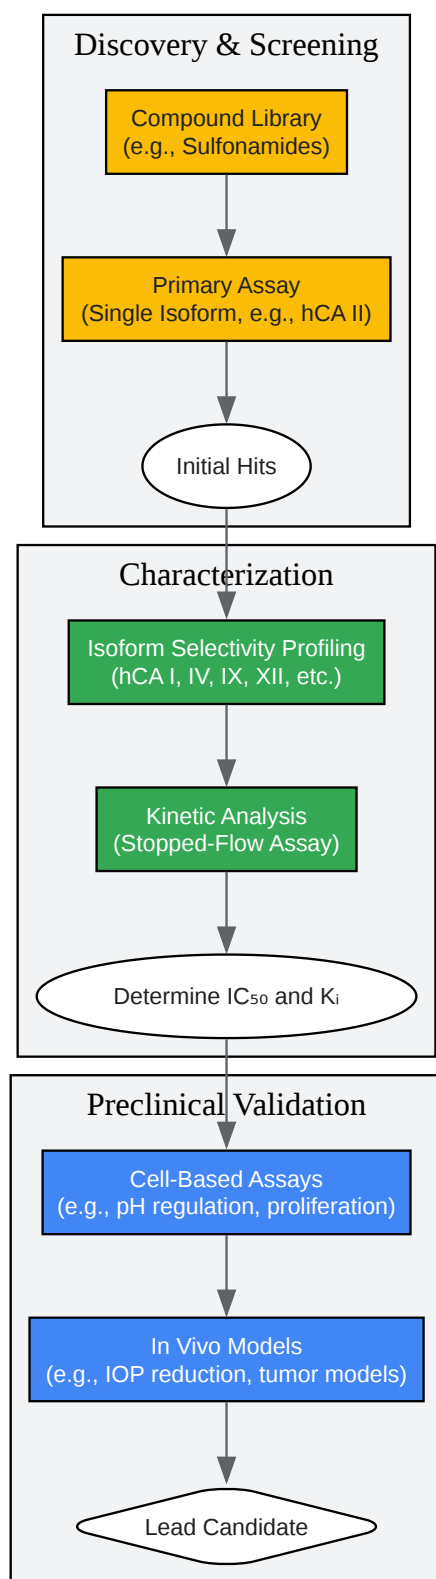 Discovery & Screening
Compound Library
(e.g., Sulfonamides)
Primary Assay
(Single Isoform, e.g., hCA II)
Initial Hits
Characterization
Isoform Selectivity Profiling
(hCA I, IV, IX, XII, etc.)
Kinetic Analysis
(Stopped-Flow Assay)
Determine IC₅₀ and Kᵢ
Preclinical Validation
Cell-Based Assays
(e.g., pH regulation, proliferation)
In Vivo Models
(e.g., IOP reduction, tumor models)
Lead Candidate